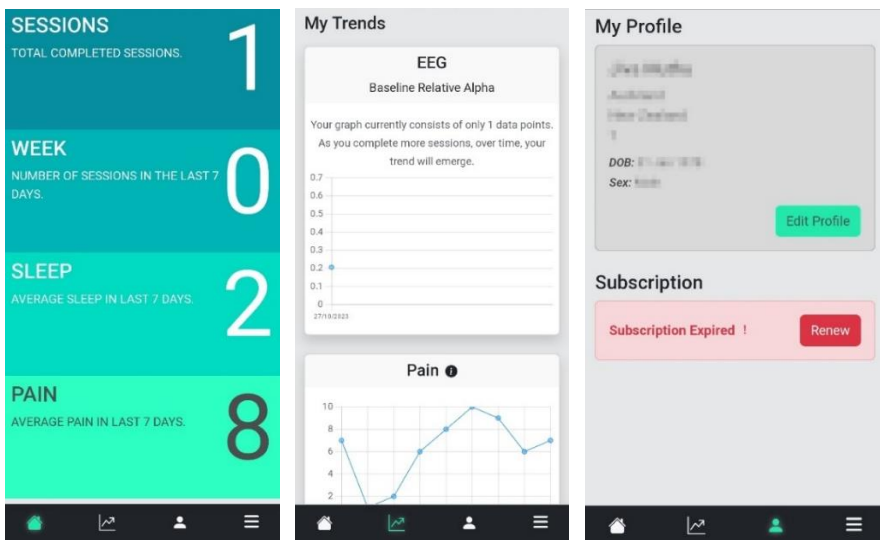 SESSIONS
TOTAL COMPLETED SESSIONS.
1
WEEK
NUMBER OF SESSIONS IN THE LAST 7
DAYS.
0
SLEEP
AVERAGE SLEEP IN LAST 7 DAYS.
2
PAIN
AVERAGE PAIN IN LAST 7 DAYS.
8
My Trends
EEG
Baseline Relative Alpha
Your graph currently consists of only 1 data points.
As you complete more sessions, over time, your
trend will emerge.
0.7
0.6
0.5
0.4
0.3
0.2
0.1
0
27/10/2023
Pain i
10
8
6
4
2
My Profile
DOB:
Sex:
Edit Profile
Subscription
Subscription Expired !
Renew